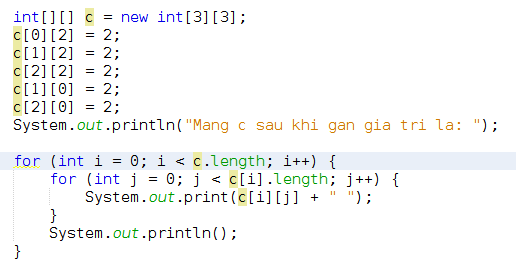 int[][] c = new int[3][3];
c[0][2] = 2;
c[1][2] = 2;
c[2][2] = 2;
c[1][0] = 2;
c[2][0] = 2;
System.out.println("Mang c sau khi gan gia tri la: ");
for (int i = 0; i < c.length; i++) {
for (int j = 0; j < c[i].length; j++) {
System.out.print(c[i][j] + " ");
}
System.out.println();
}